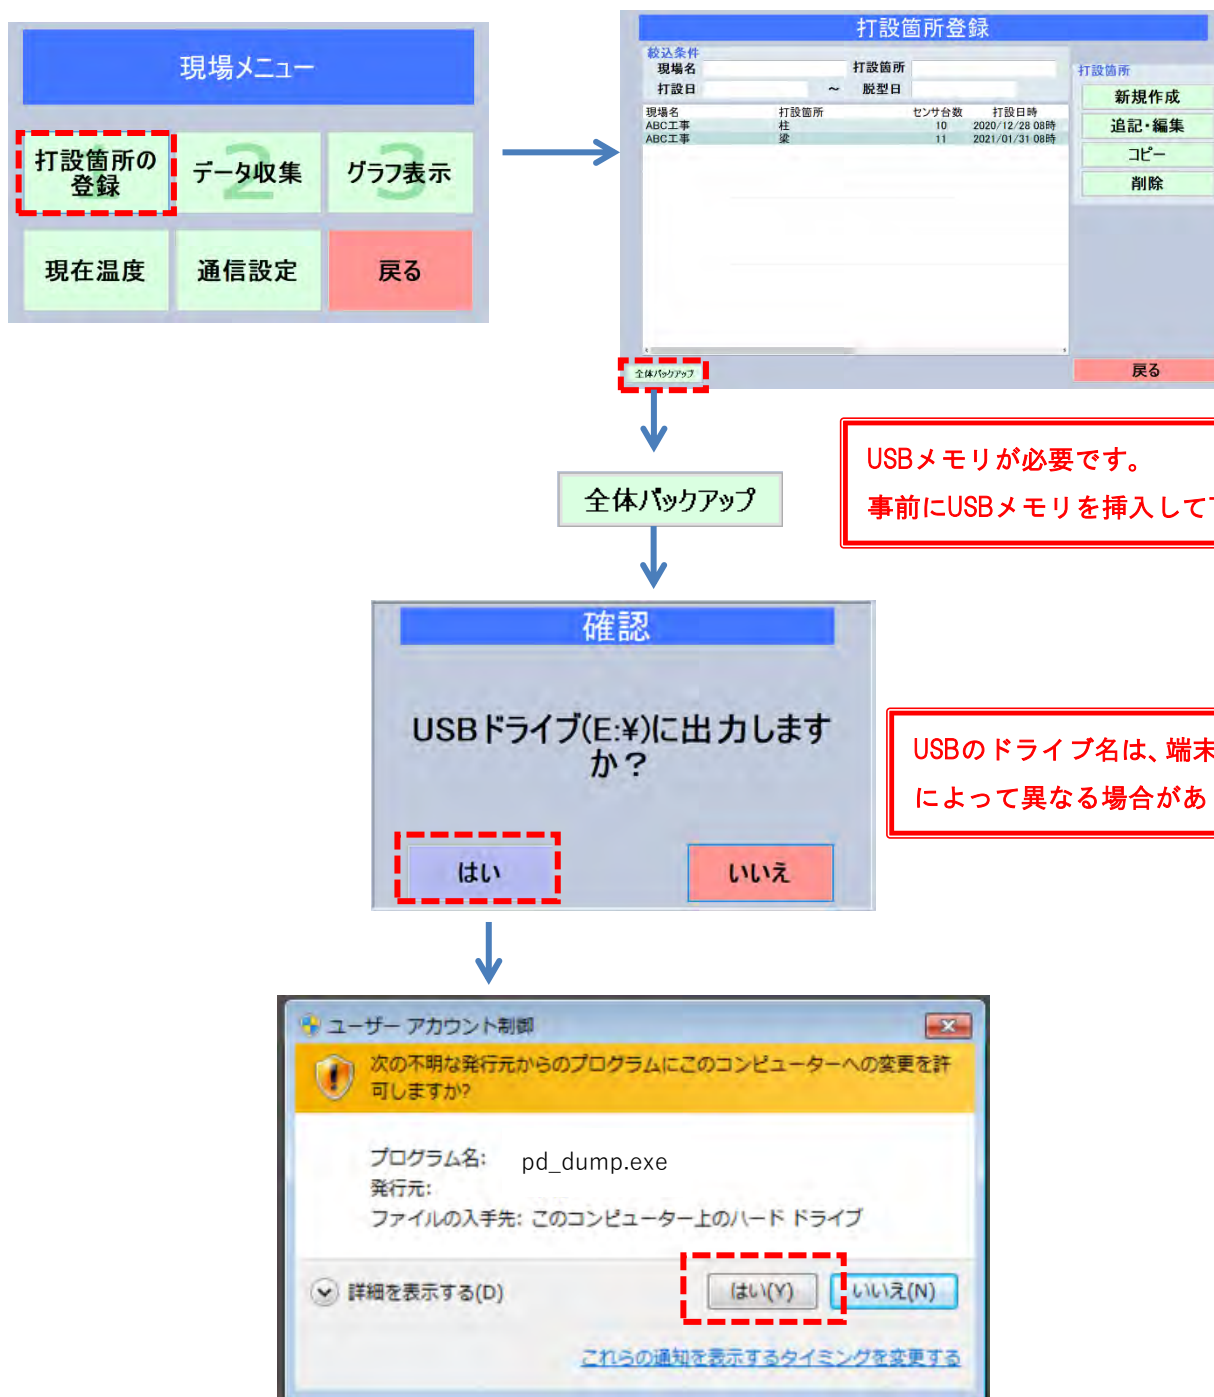 現場メニュー
打設箇所の
登録
データ収集
2
グラフ表示
3
現在温度
通信設定
戻る
打設箇所登録
絞込条件
現場名
打設箇所
打設日
～
脱型日
現場名 打設箇所 センサ台数 打設日時
ABC工事 柱 10 2020/12/28 08時
ABC工事 梁 11 2021/01/31 08時
打設箇所
新規作成
追記・編集
コピー
削除
全体バックアップ
戻る
USBメモリが必要です。
事前にUSBメモリを挿入して
全体バックアップ
確認
USBドライブ(E:¥)に出力します
か？
はい
いいえ
USBのドライブ名は、端末
によって異なる場合があ
ユーザー アカウント制御
次の不明な発行元からのプログラムにこのコンピューターへの変更を許
可しますか?
プログラム名: pd_dump.exe
発行元:
ファイルの入手先: このコンピューター上のハード ドライブ
詳細を表示する(D)
はい(Y)
いいえ(N)
これらの通知を表示するタイミングを変更する